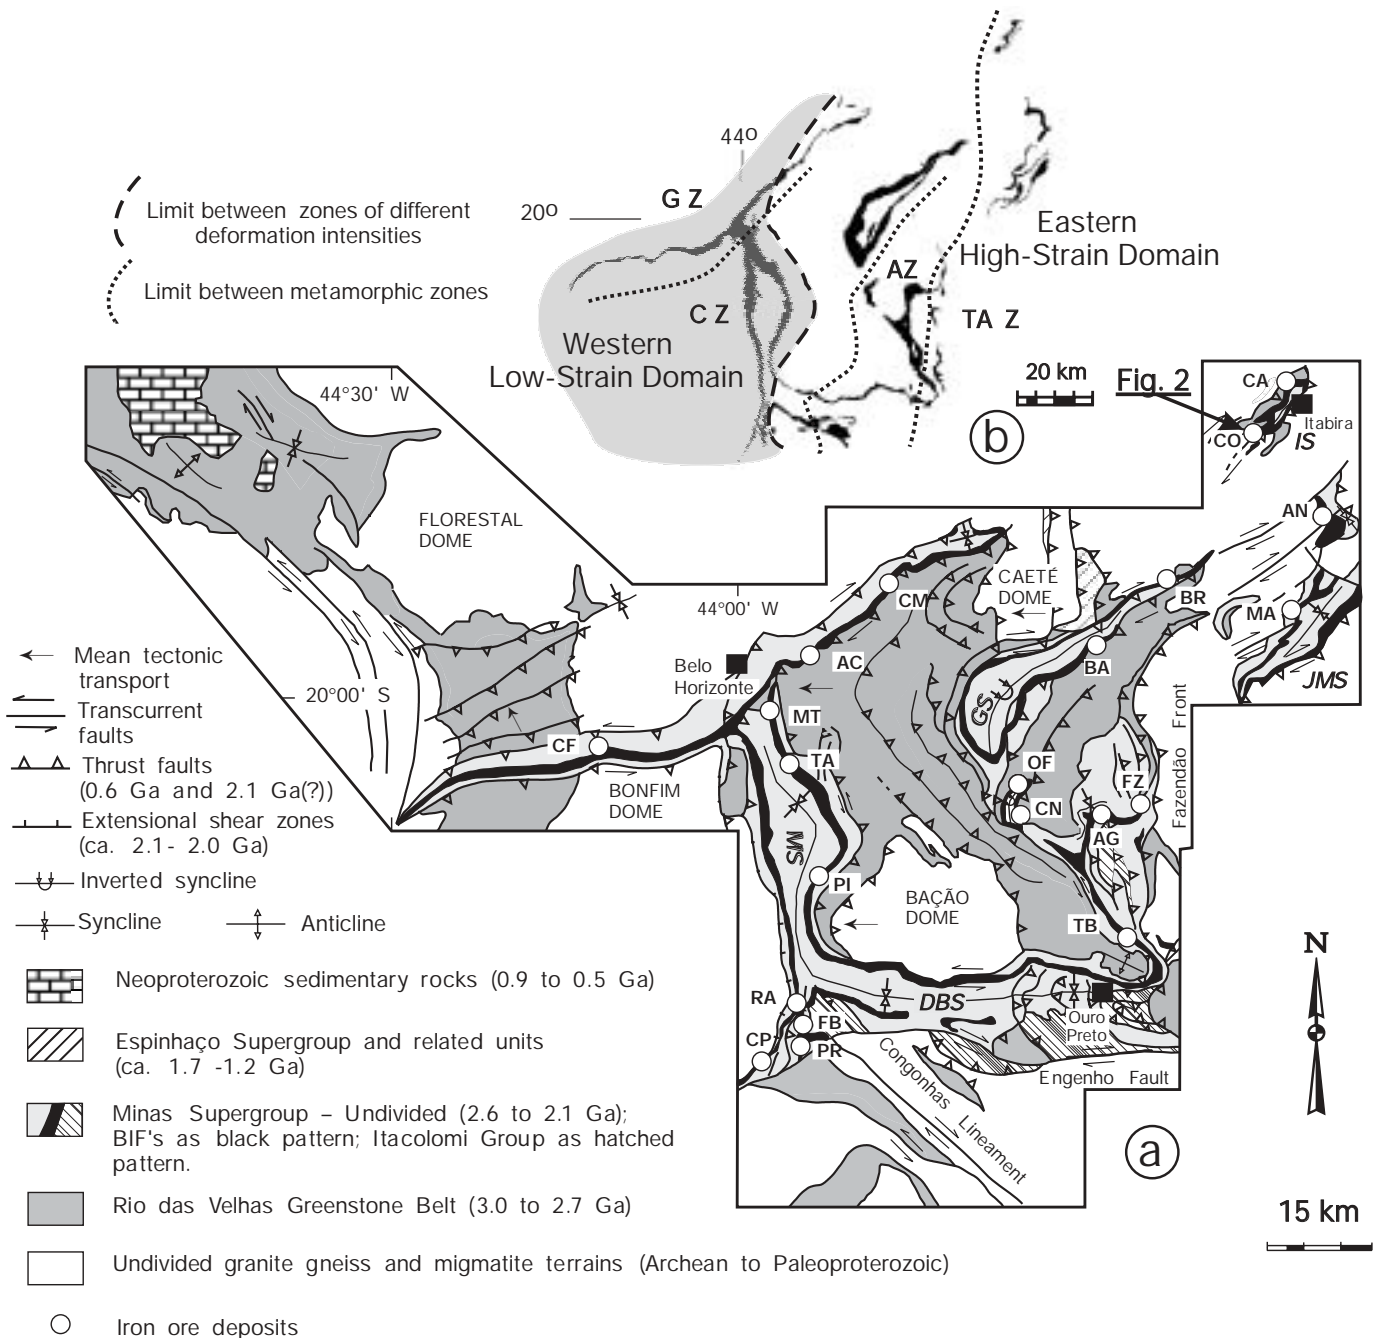 44º
20º
G Z
C Z
AZ
TA Z
Eastern
High-Strain Domain
Western
Low-Strain Domain
20 km
b
Limit between zones of different
deformation intensities
Limit between metamorphic zones
Fig. 2
CA
Itabira
CO
IS
AN
MA
JMS
44°30' W
FLORESTAL
DOME
44°00' W
CAETÉ
DOME
CM
BR
BA
AC
Belo
Horizonte
MT
GS
20°00' S
CF
TA
OF
FZ
Fazendão Front
BONFIM
DOME
CN
AG
MS
PI
BAÇÃO
DOME
TB
RA
DBS
FB
Ouro
Preto
CP
PR
Congonhas Lineament
Engenho Fault
N
a
15 km
Mean tectonic
transport
Transcurrent
faults
Thrust faults
(0.6 Ga and 2.1 Ga(?))
Extensional shear zones
(ca. 2.1- 2.0 Ga)
Inverted syncline
Syncline
Anticline
Neoproterozoic sedimentary rocks (0.9 to 0.5 Ga)
Espinhaço Supergroup and related units
(ca. 1.7 -1.2 Ga)
Minas Supergroup – Undivided (2.6 to 2.1 Ga);
BIF's as black pattern; Itacolomi Group as hatched
pattern.
Rio das Velhas Greenstone Belt (3.0 to 2.7 Ga)
Undivided granite gneiss and migmatite terrains (Archean to Paleoproterozoic)
Iron ore deposits